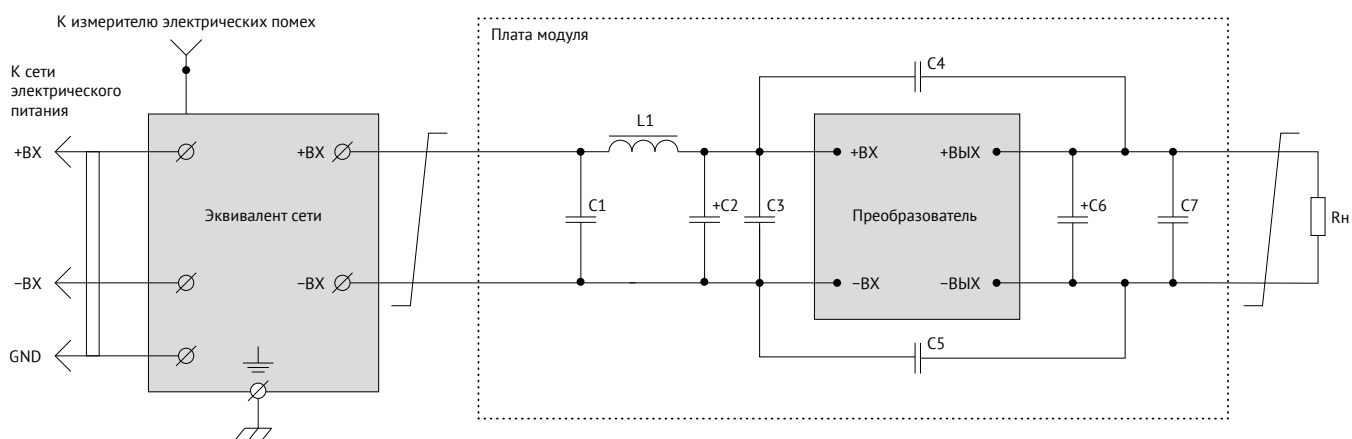 К измерителю электрических помех
Плата модуля
К сети
электрического
питания
C4
L1
+ВХ
+ВХ
+ВХ
+ВЫХ
Эквивалент сети
C1
+C2
C3
Преобразователь
+C6
C7
Rн
–ВХ
–ВХ
–ВХ
–ВЫХ
C5
GND